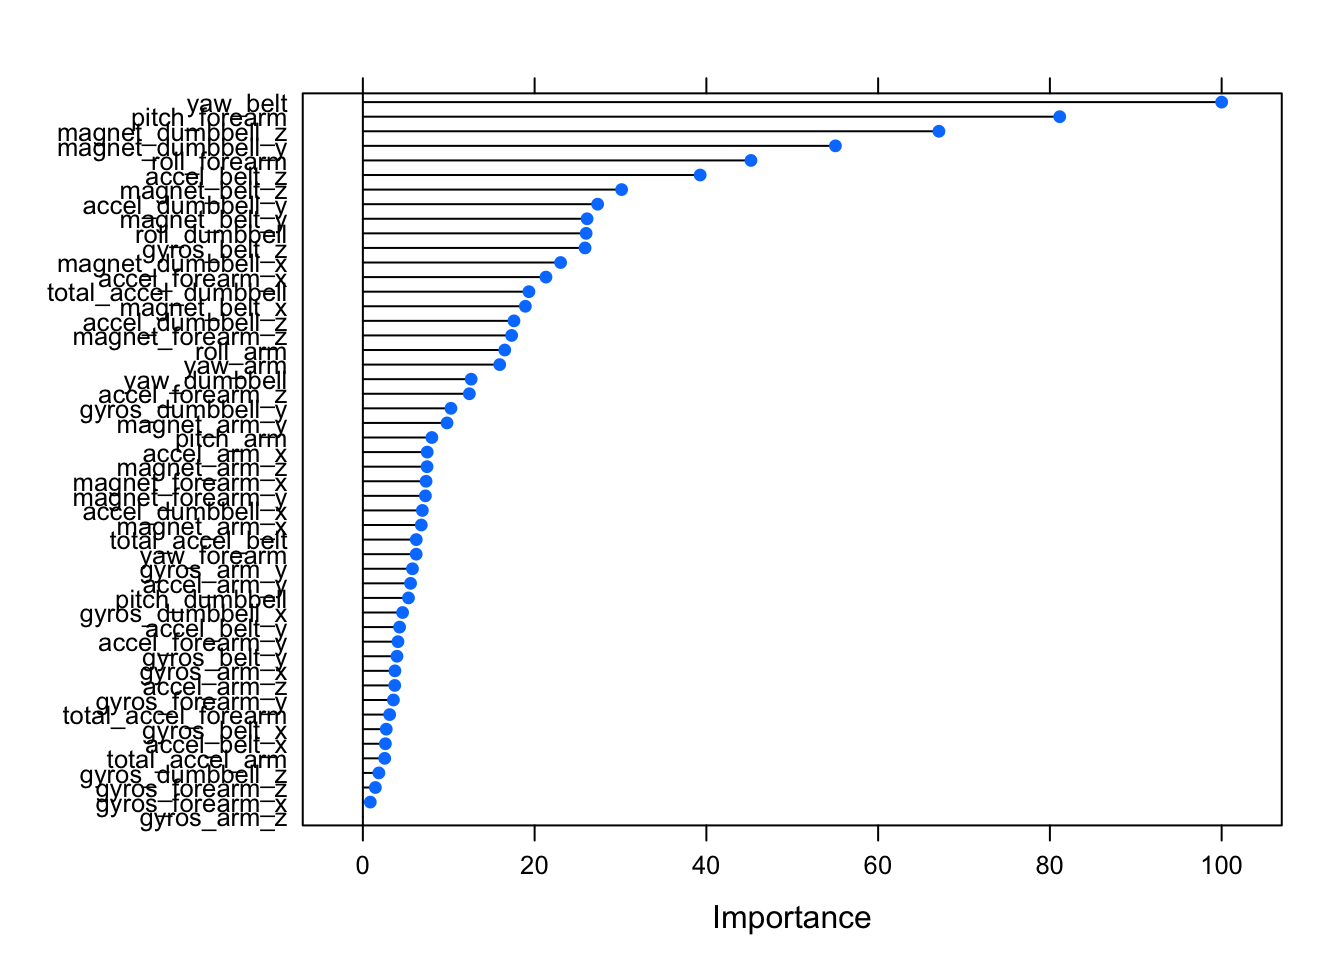 yaw_belt
pitch_forearm
magnet_dumbbell_z
magnet_dumbbell_y
roll_forearm
accel_belt_z
magnet_belt_z
accel_dumbbell_y
magnet_belt_y
roll_dumbbell
gyros_belt_z
magnet_dumbbell_x
accel_forearm_x
total_accel_dumbbell
magnet_belt_x
accel_dumbbell_z
magnet_forearm_z
roll_arm
yaw_arm
yaw_dumbbell
accel_forearm_z
gyros_dumbbell_y
magnet_arm_y
pitch_arm
accel_arm_x
magnet_arm_z
magnet_forearm_x
magnet_forearm_y
accel_dumbbell_x
magnet_arm_x
total_accel_belt
yaw_forearm
gyros_arm_y
accel_arm_y
pitch_dumbbell
gyros_dumbbell_x
accel_belt_y
accel_forearm_y
gyros_belt_y
gyros_arm_x
accel_arm_z
gyros_forearm_y
total_accel_forearm
gyros_belt_x
accel_belt_x
total_accel_arm
gyros_dumbbell_z
gyros_forearm_z
gyros_forearm_x
gyros_arm_z
0 20 40 60 80 100
Importance